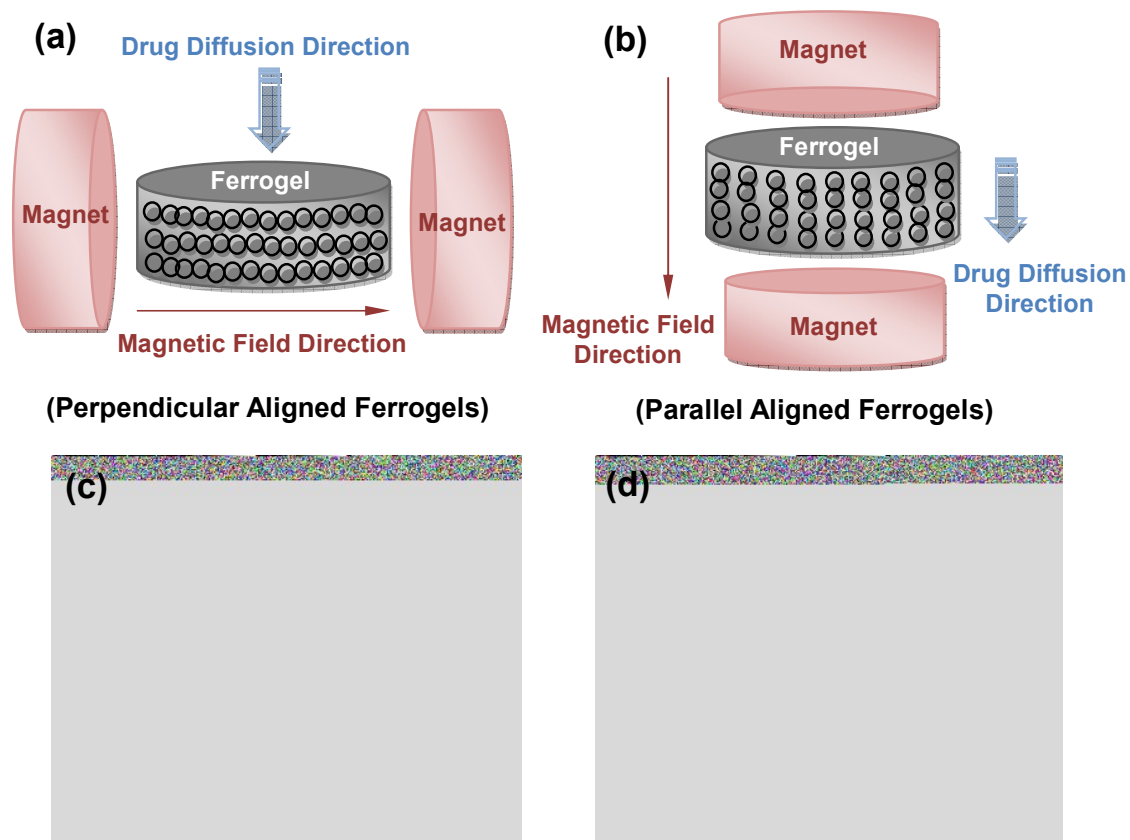 (a)
Drug Diffusion Direction
Magnet
Ferrogel
Magnet
Magnetic Field Direction
(Perpendicular Aligned Ferrogels)
(b)
Magnet
Ferrogel
Drug Diffusion
Direction
Magnetic Field
Direction
Magnet
(Parallel Aligned Ferrogels)
(c)
(d)